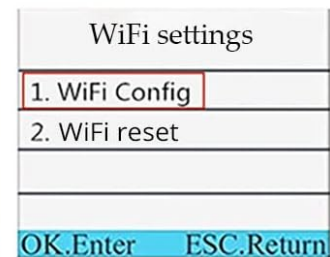 WiFi settings
1. WiFi Config
2. WiFi reset
OK.Enter ESC.Return